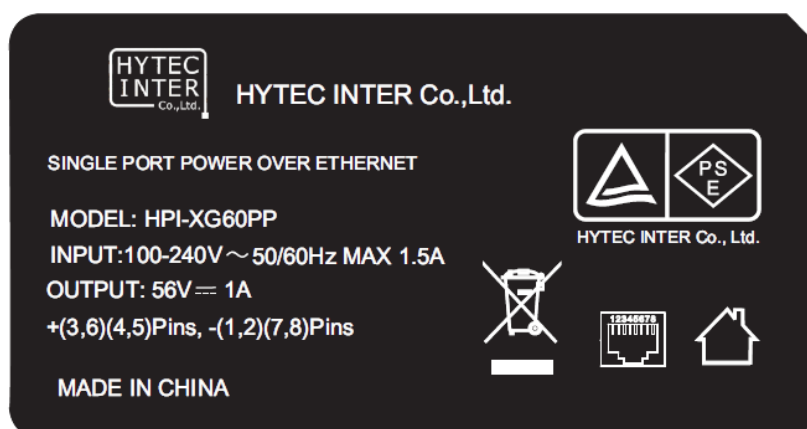 HYTEC
INTER
Co.,Ltd.
HYTEC INTER Co.,Ltd.
SINGLE PORT POWER OVER ETHERNET
PS
E
HYTEC INTER Co., Ltd.
MODEL: HPI-XG60PP
INPUT:100-240V～50/60Hz MAX 1.5A
OUTPUT: 56V⎓ 1A
+(3,6)(4,5)Pins, -(1,2)(7,8)Pins
12345678
MADE IN CHINA